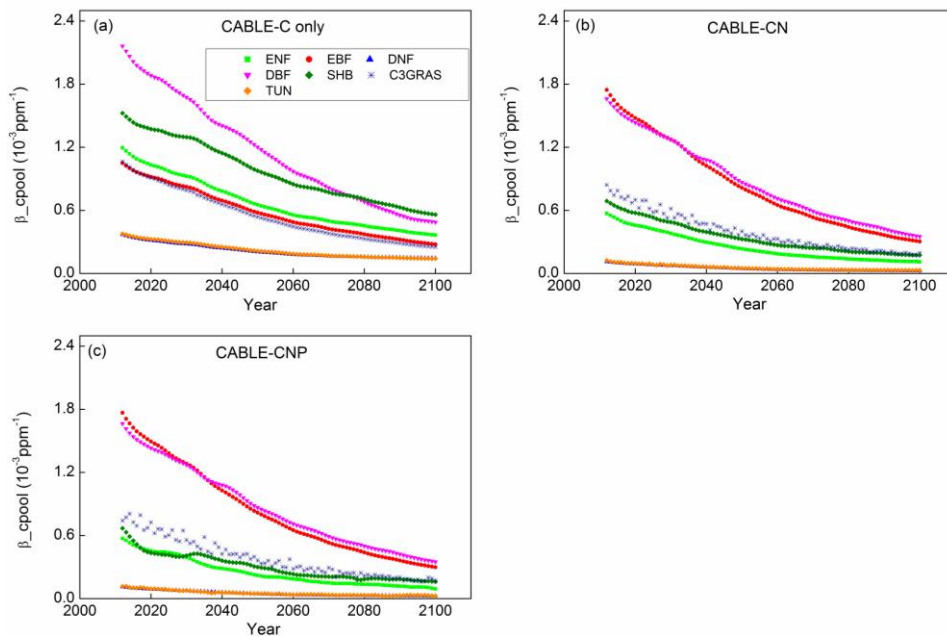 (a) CABLE-C only
ENF EBF DNF
DBF SHB C3GRAS
TUN
β_cpool (10⁻³ppm⁻¹)
2.4
1.8
1.2
0.6
0.0
2000 2020 2040 2060 2080 2100
Year
(b) CABLE-CN
β_cpool (10⁻³ppm⁻¹)
2.4
1.8
1.2
0.6
0.0
2000 2020 2040 2060 2080 2100
Year
(c) CABLE-CNP
β_cpool (10⁻³ppm⁻¹)
2.4
1.8
1.2
0.6
0.0
2000 2020 2040 2060 2080 2100
Year